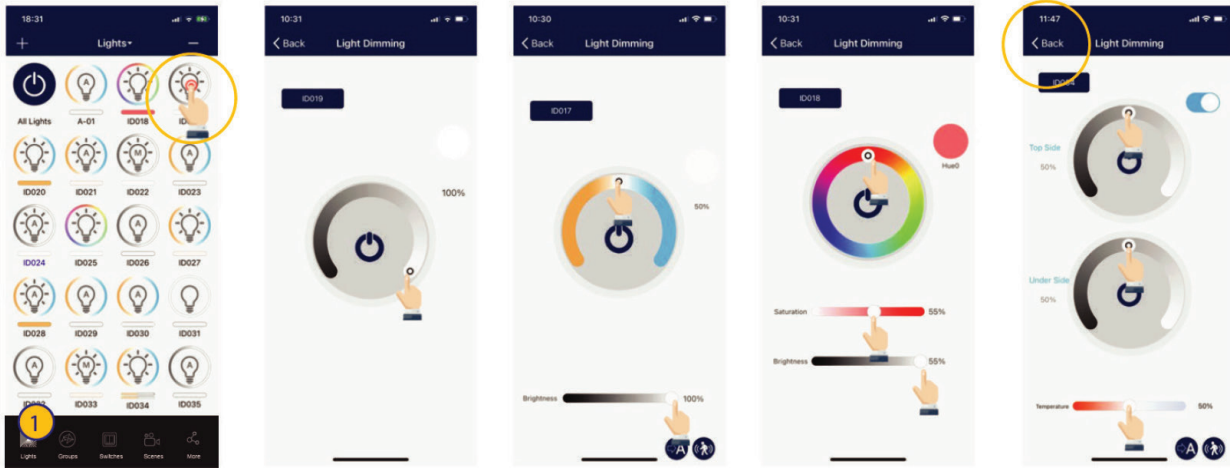 18:31
Lights
All Lights
A-01
ID018
ID020
ID021
ID022
ID023
ID024
ID025
ID026
ID027
ID028
ID029
ID030
ID031
ID033
ID034
ID035
1
Lights
Groups
Switches
Scenes
More
10:31
Back
Light Dimming
ID019
100%
10:30
Back
Light Dimming
ID017
50%
Brightness
100%
A
10:31
Back
Light Dimming
ID018
Hue0
Saturation
55%
Brightness
55%
11:47
Back
Light Dimming
Top Side
50%
Under Side
50%
Temperature
50%
A